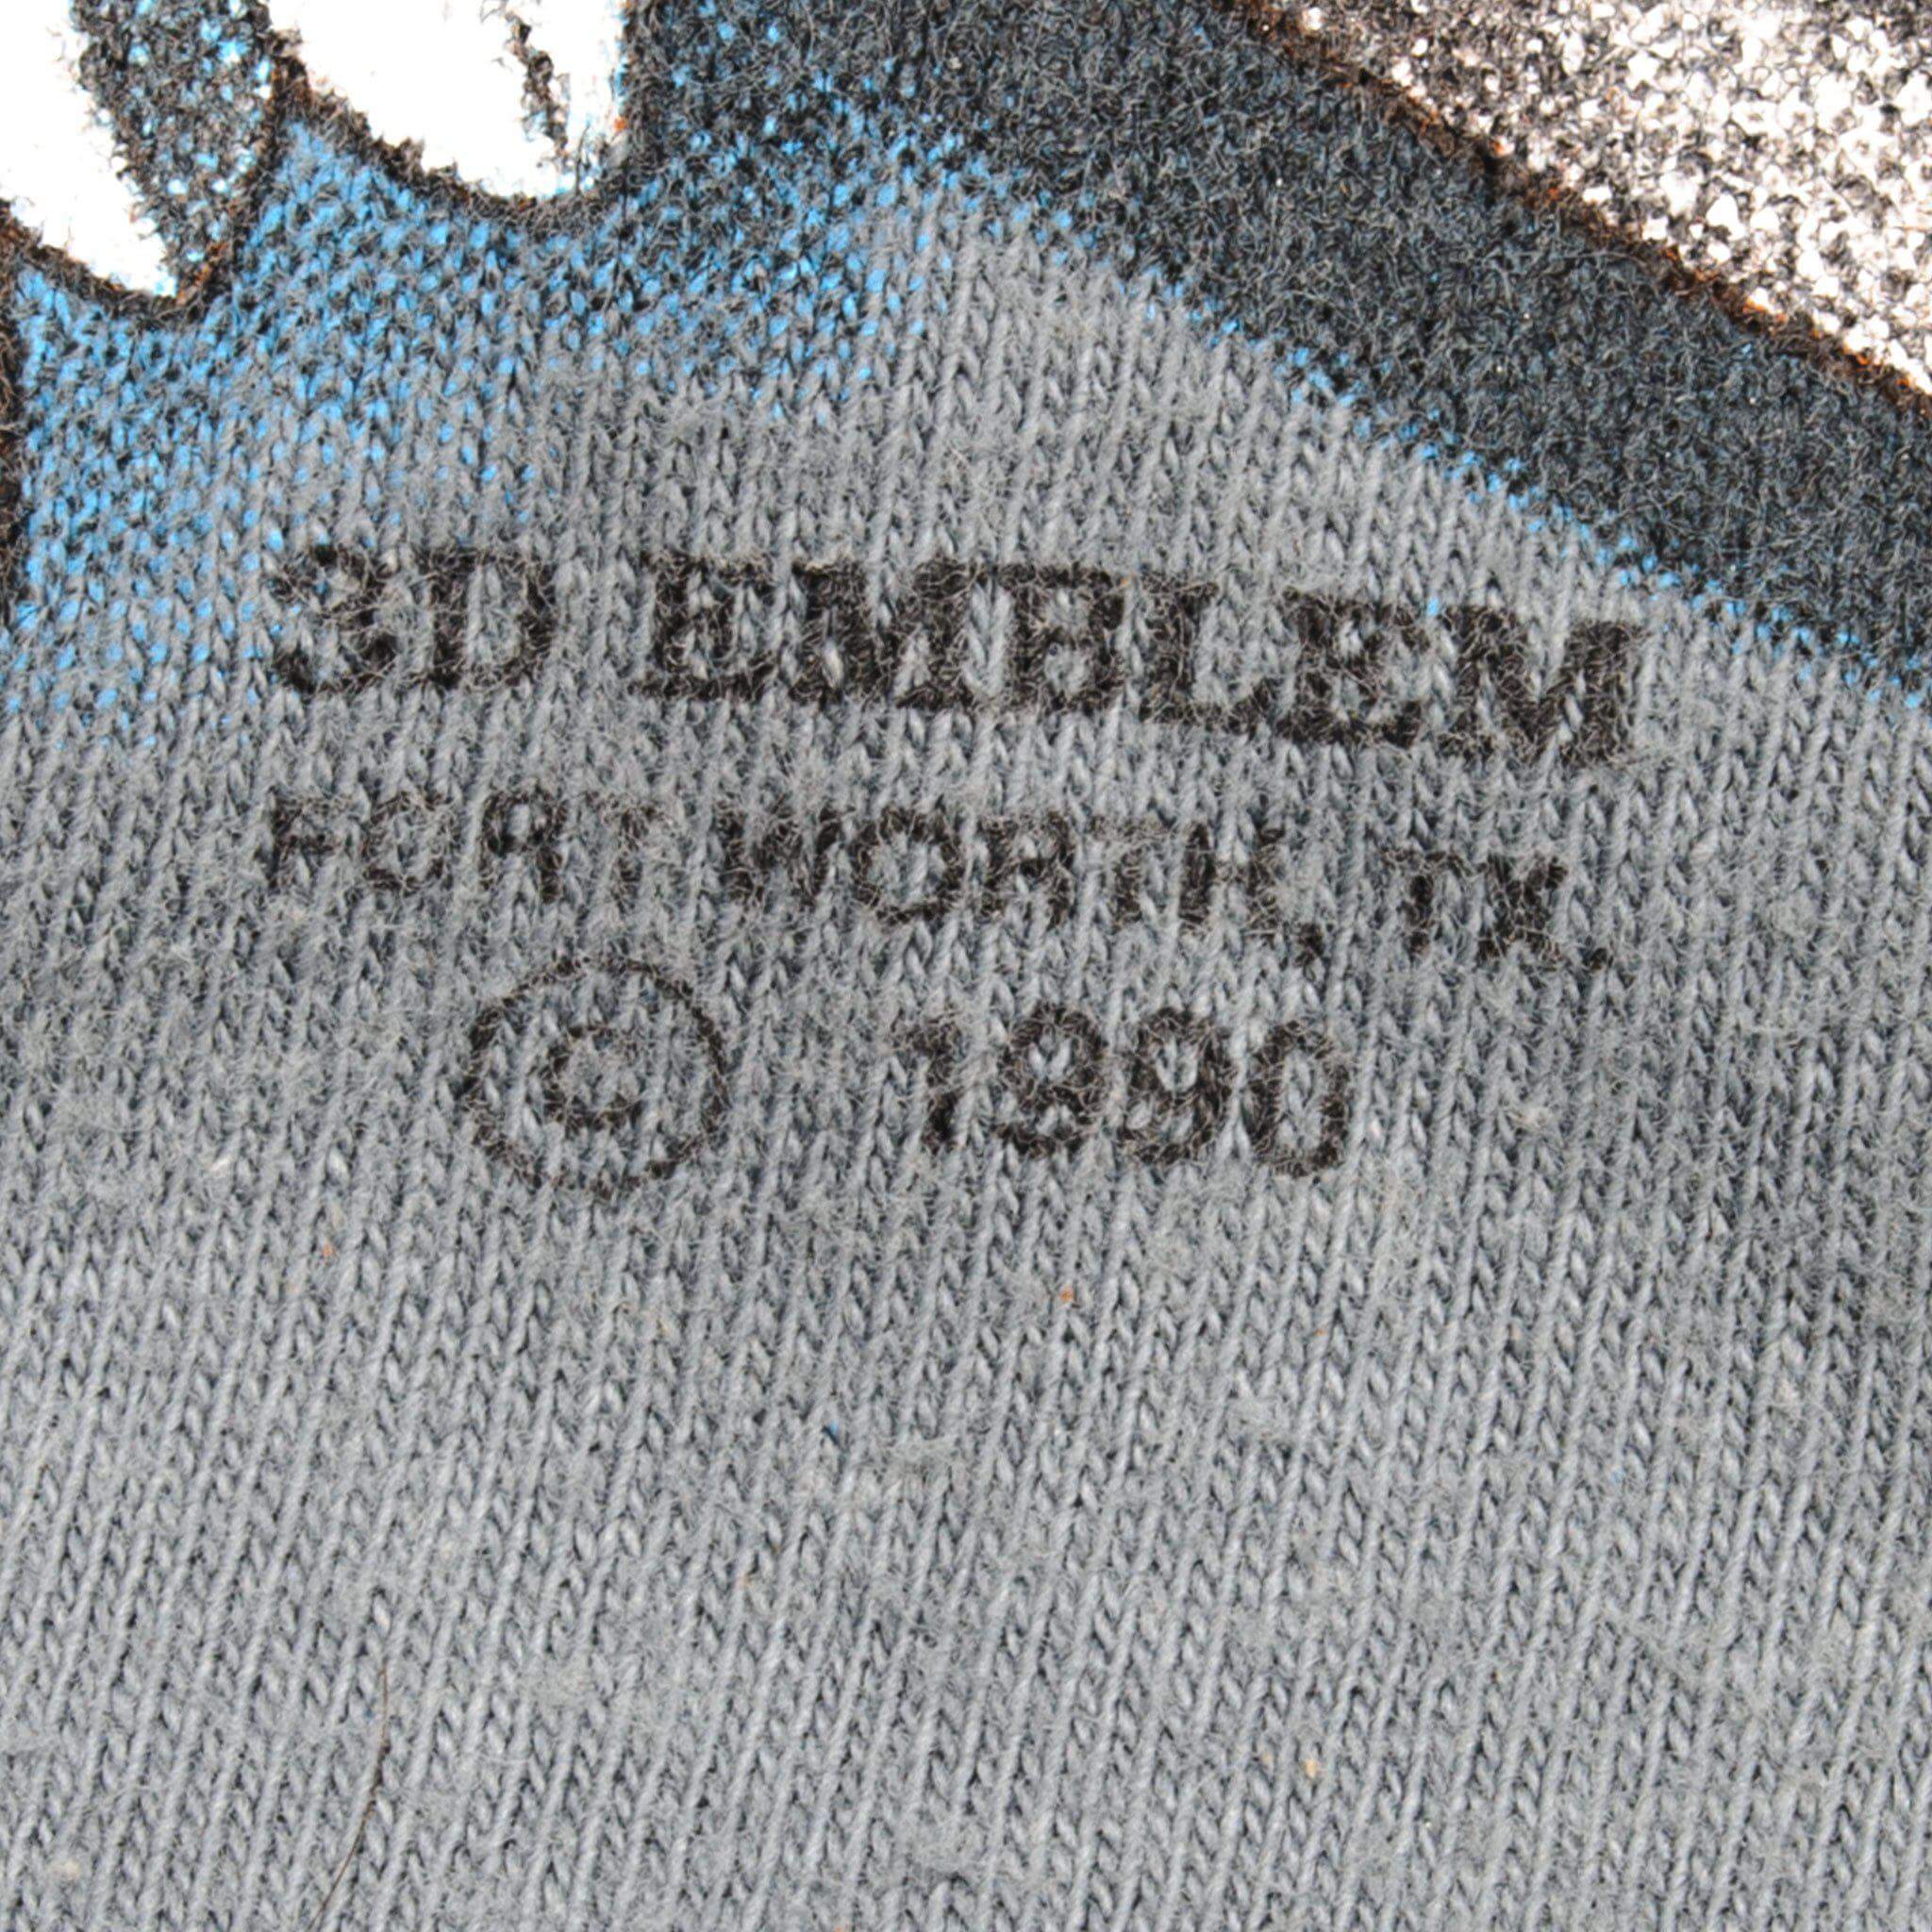 3D EMBLEM
FORT WORTH, TX.
© 1990